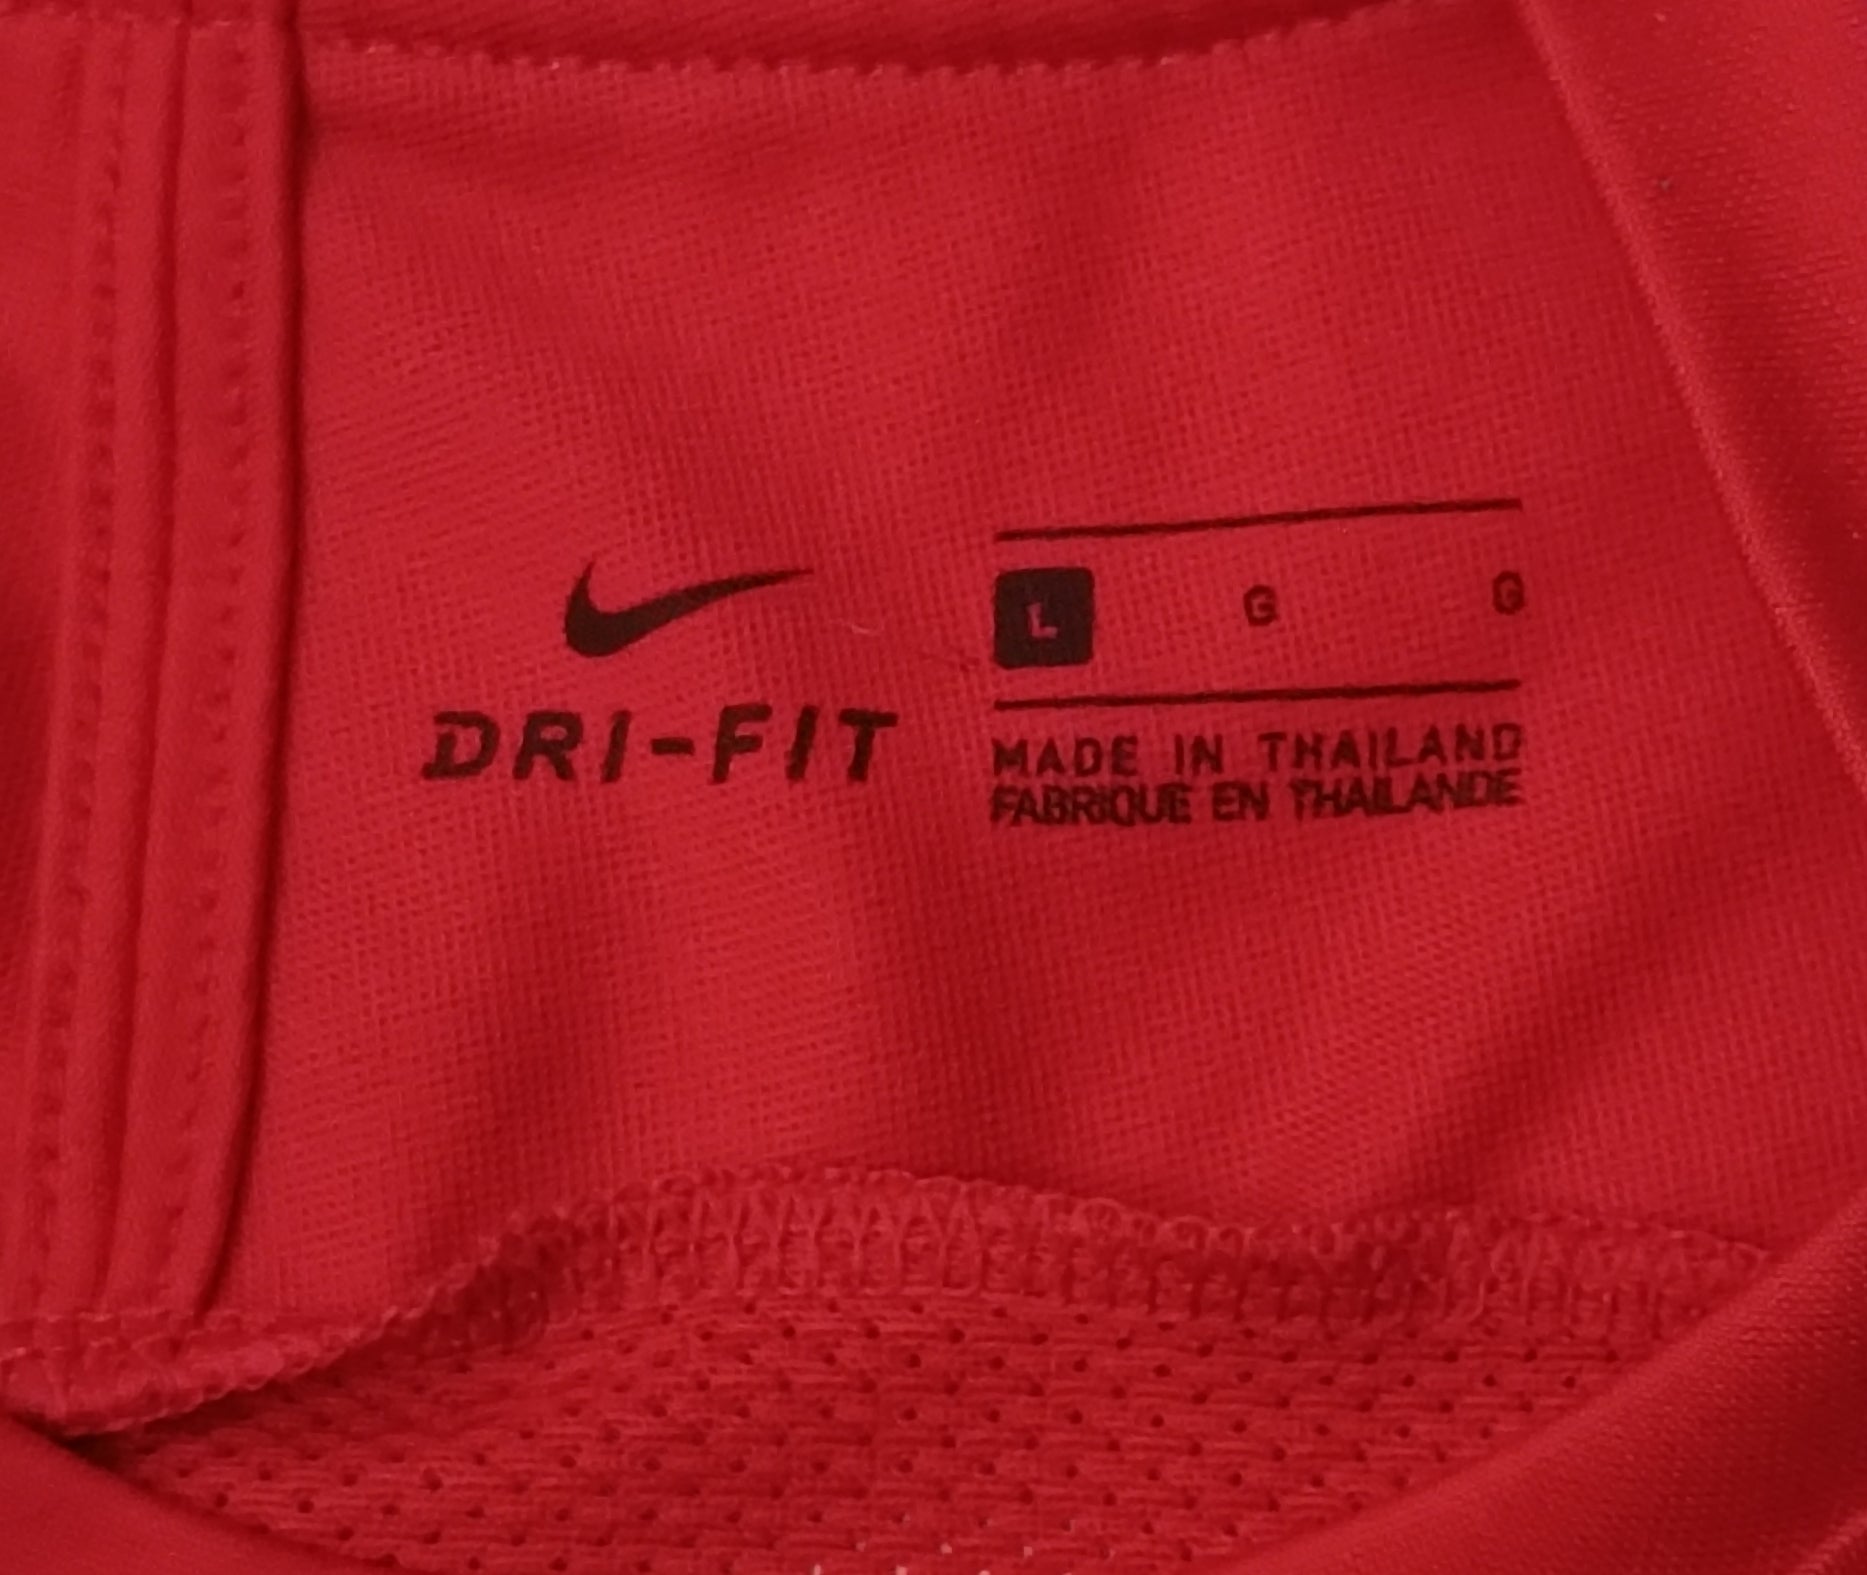 DRI-FIT
L G G
MADE IN THAILAND
FABRIQUE EN THAILANDE